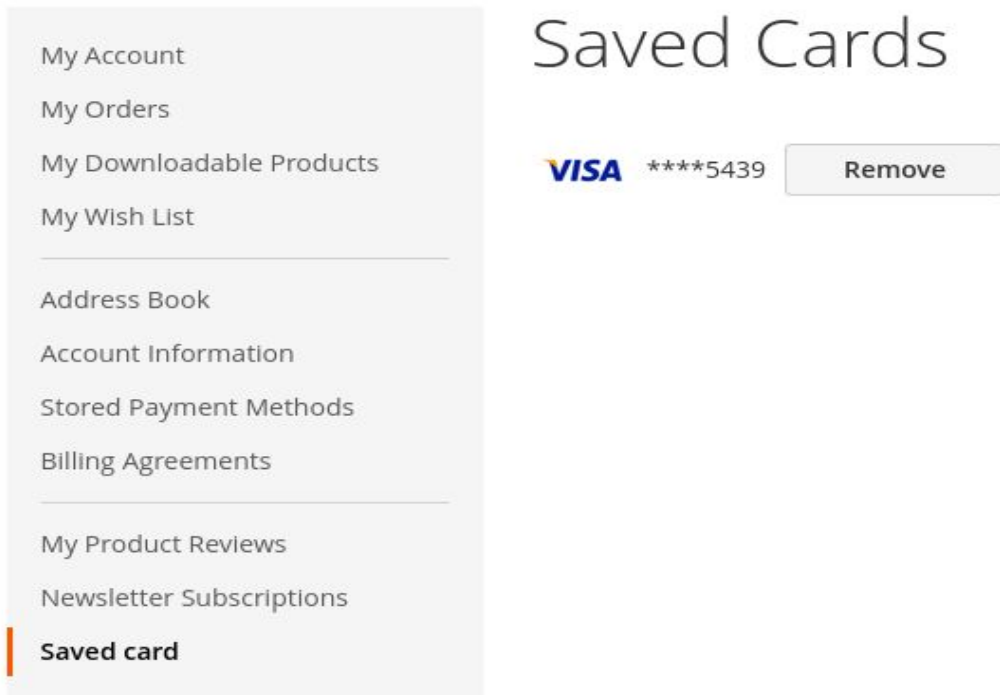 My Account
My Orders
My Downloadable Products
My Wish List
Address Book
Account Information
Stored Payment Methods
Billing Agreements
My Product Reviews
Newsletter Subscriptions
Saved card
Saved Cards
VISA ****5439 Remove